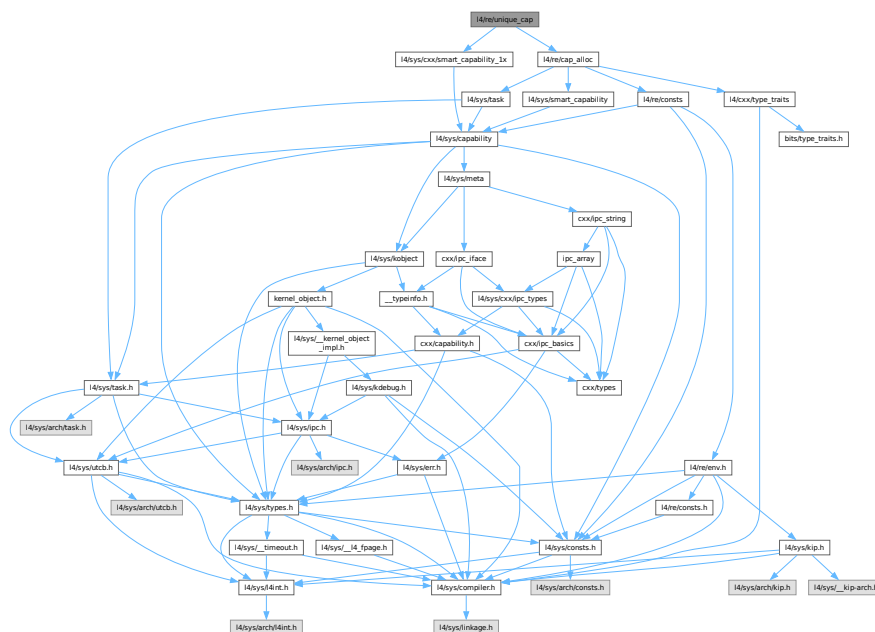 l4/re/unique_cap
l4/sys/cxx/smart_capability_1x
l4/re/cap_alloc
l4/sys/task
l4/sys/smart_capability
l4/re/consts
l4/cxx/type_traits
l4/sys/capability
bits/type_traits.h
l4/sys/meta
cxx/ipc_string
l4/sys/kobject
cxx/ipc_iface
ipc_array
kernel_object.h
__typeinfo.h
l4/sys/cxx/ipc_types
l4/sys/__kernel_object
_impl.h
cxx/capability.h
cxx/ipc_basics
l4/sys/task.h
l4/sys/kdebug.h
cxx/types
l4/sys/arch/task.h
l4/sys/ipc.h
l4/sys/utcb.h
l4/sys/arch/ipc.h
l4/sys/err.h
l4/re/env.h
l4/sys/arch/utcb.h
l4/sys/types.h
l4/re/consts.h
l4/sys/__timeout.h
l4/sys/__l4_fpage.h
l4/sys/consts.h
l4/sys/kip.h
l4/sys/l4int.h
l4/sys/compiler.h
l4/sys/arch/consts.h
l4/sys/arch/kip.h
l4/sys/__kip-arch.h
l4/sys/arch/l4int.h
l4/sys/linkage.h